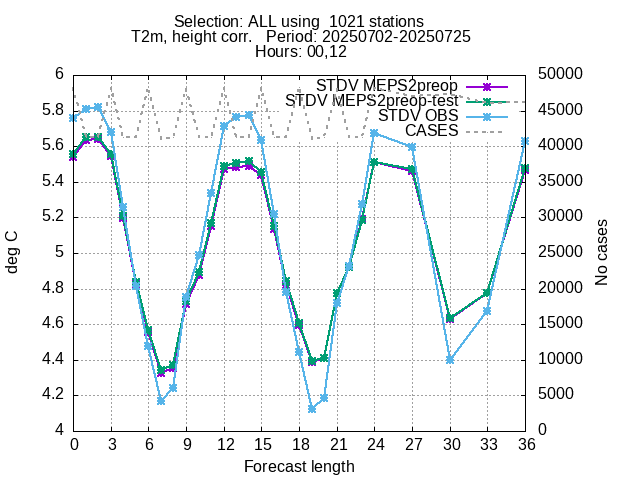 Selection: ALL using  1021 stations
T2m, height corr.   Period: 20250702-20250725
Hours: 00,12
6
5.8
5.6
5.4
5.2
5
4.8
4.6
4.4
4.2
4
deg C
STDV MEPS2preop
STDV MEPS2preop-test
STDV OBS
CASES
50000
45000
40000
35000
30000
25000
20000
15000
10000
5000
0
No cases
0 3 6 9 12 15 18 21 24 27 30 33 36
Forecast length